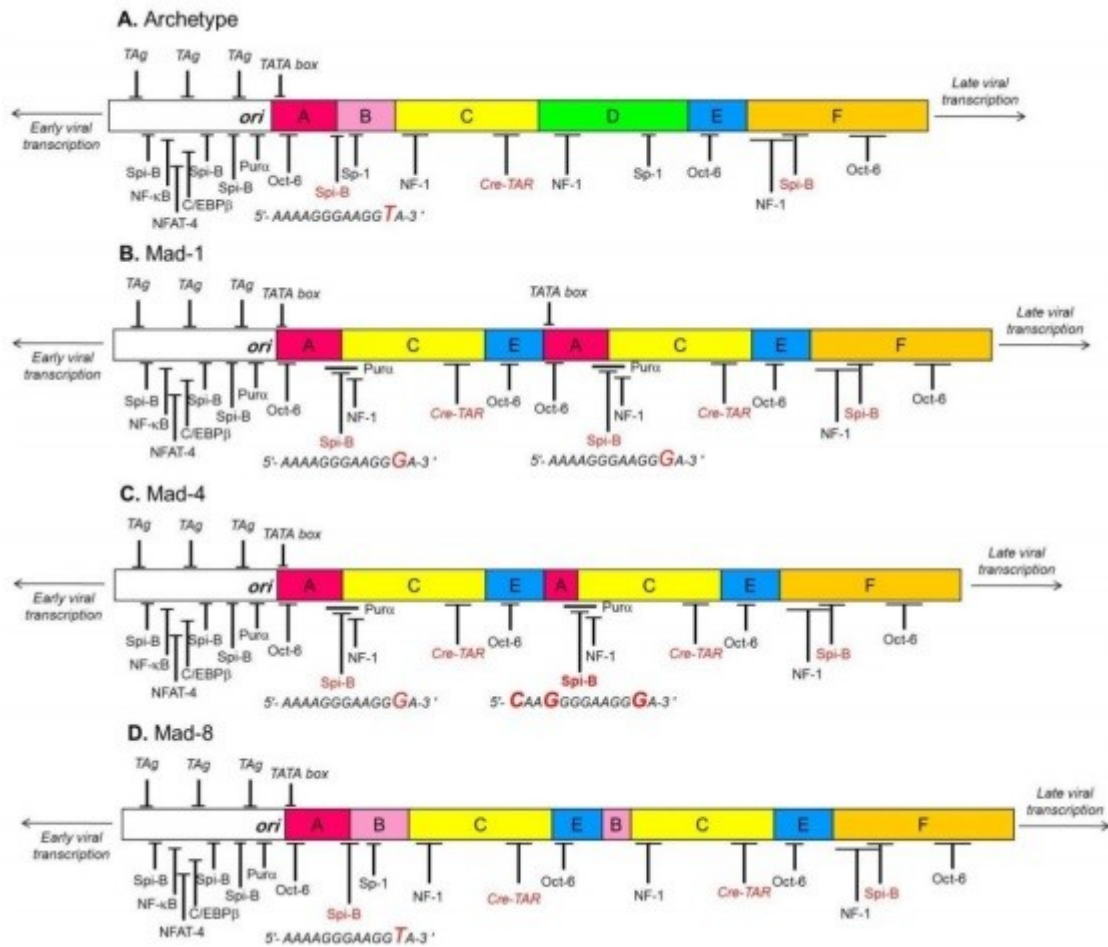 A. Archetype
TAg TAg TAg TATA box
Early viral transcription
ori A B C D E F
Late viral transcription
Spi-B NF-κB NFAT-4 C/EBPβ Spi-B Spi-B Purα Oct-6 Spi-B Sp-1 NF-1 Cre-TAR NF-1 Sp-1 Oct-6 NF-1 Spi-B Oct-6
5'- AAAAGGGAAGGTA-3'
B. Mad-1
TAg TAg TAg TATA box TATA box
Early viral transcription
ori A C E A C E F
Late viral transcription
Spi-B NF-κB NFAT-4 C/EBPβ Spi-B Spi-B Purα Oct-6 Spi-B Purα NF-1 Cre-TAR Oct-6 Oct-6 Spi-B Purα NF-1 Cre-TAR Oct-6 NF-1 Spi-B Oct-6
5'- AAAAGGGAAGGGA-3' 5'- AAAAGGGAAGGGA-3'
C. Mad-4
TAg TAg TAg TATA box
Early viral transcription
ori A C E A C E F
Late viral transcription
Spi-B NF-κB NFAT-4 C/EBPβ Spi-B Spi-B Purα Oct-6 Spi-B Purα NF-1 Cre-TAR Oct-6 Spi-B Purα NF-1 Cre-TAR Oct-6 NF-1 Spi-B Oct-6
5'- AAAAGGGAAGGGA-3' 5'- CAAGGGGAAGGGA-3'
D. Mad-8
TAg TAg TAg TATA box
Early viral transcription
ori A B C E B C E F
Late viral transcription
Spi-B NF-κB NFAT-4 C/EBPβ Spi-B Spi-B Purα Oct-6 Spi-B Sp-1 NF-1 Cre-TAR Oct-6 NF-1 Cre-TAR Oct-6 NF-1 Spi-B Oct-6
5'- AAAAGGGAAGGTA-3'